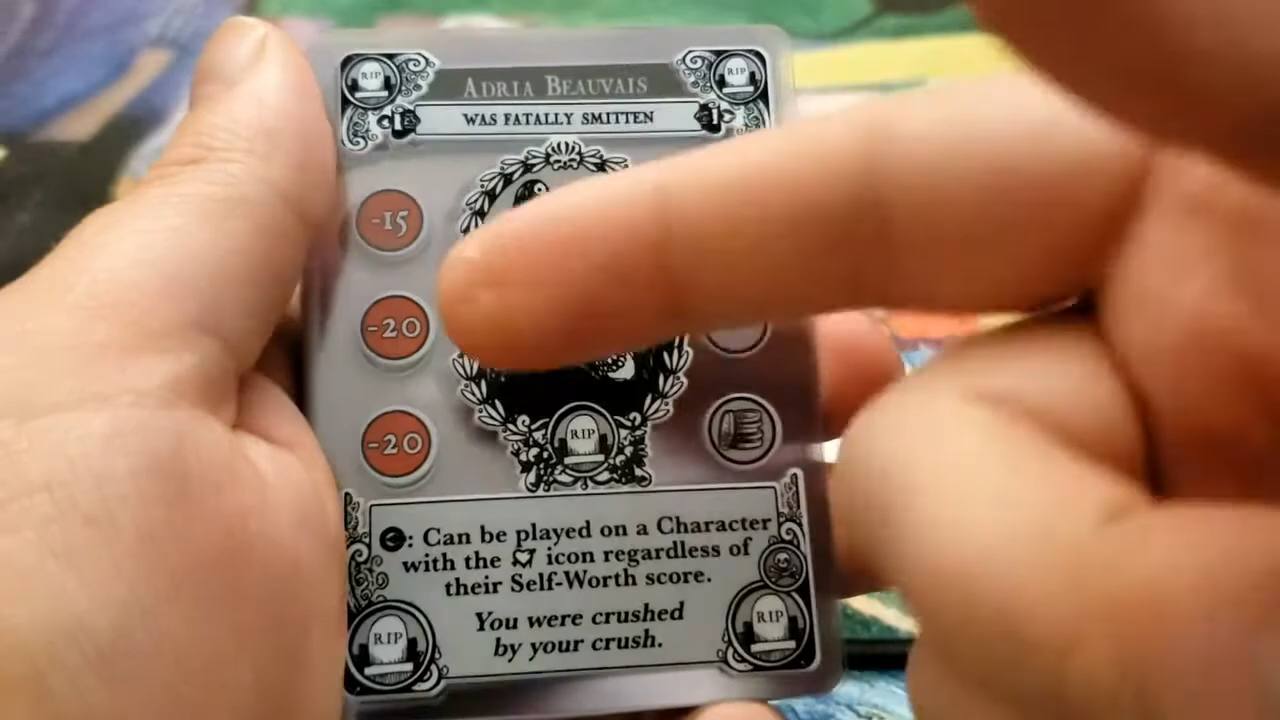 RIP
RIP
ADRIA BEAUVAIS
WAS FATALLY SMITTEN
-15
-20
-20
RIP
: Can be played on a Character
with the icon regardless of
their Self-Worth score.
You were crushed
by your crush.
RIP
RIP